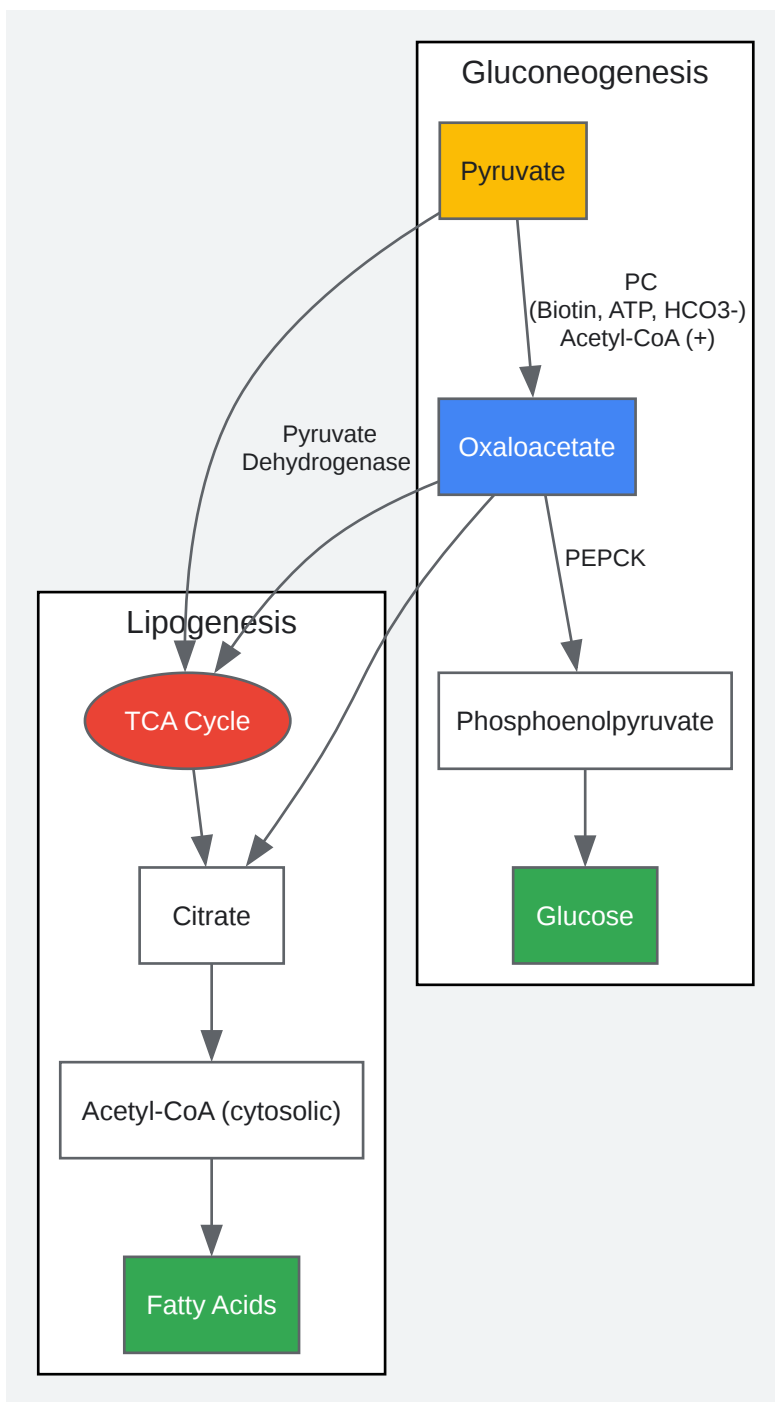 Gluconeogenesis
Pyruvate
PC
(Biotin, ATP, HCO3-)
Acetyl-CoA (+)
Pyruvate
Dehydrogenase
Oxaloacetate
PEPCK
Lipogenesis
TCA Cycle
Phosphoenolpyruvate
Citrate
Glucose
Acetyl-CoA (cytosolic)
Fatty Acids